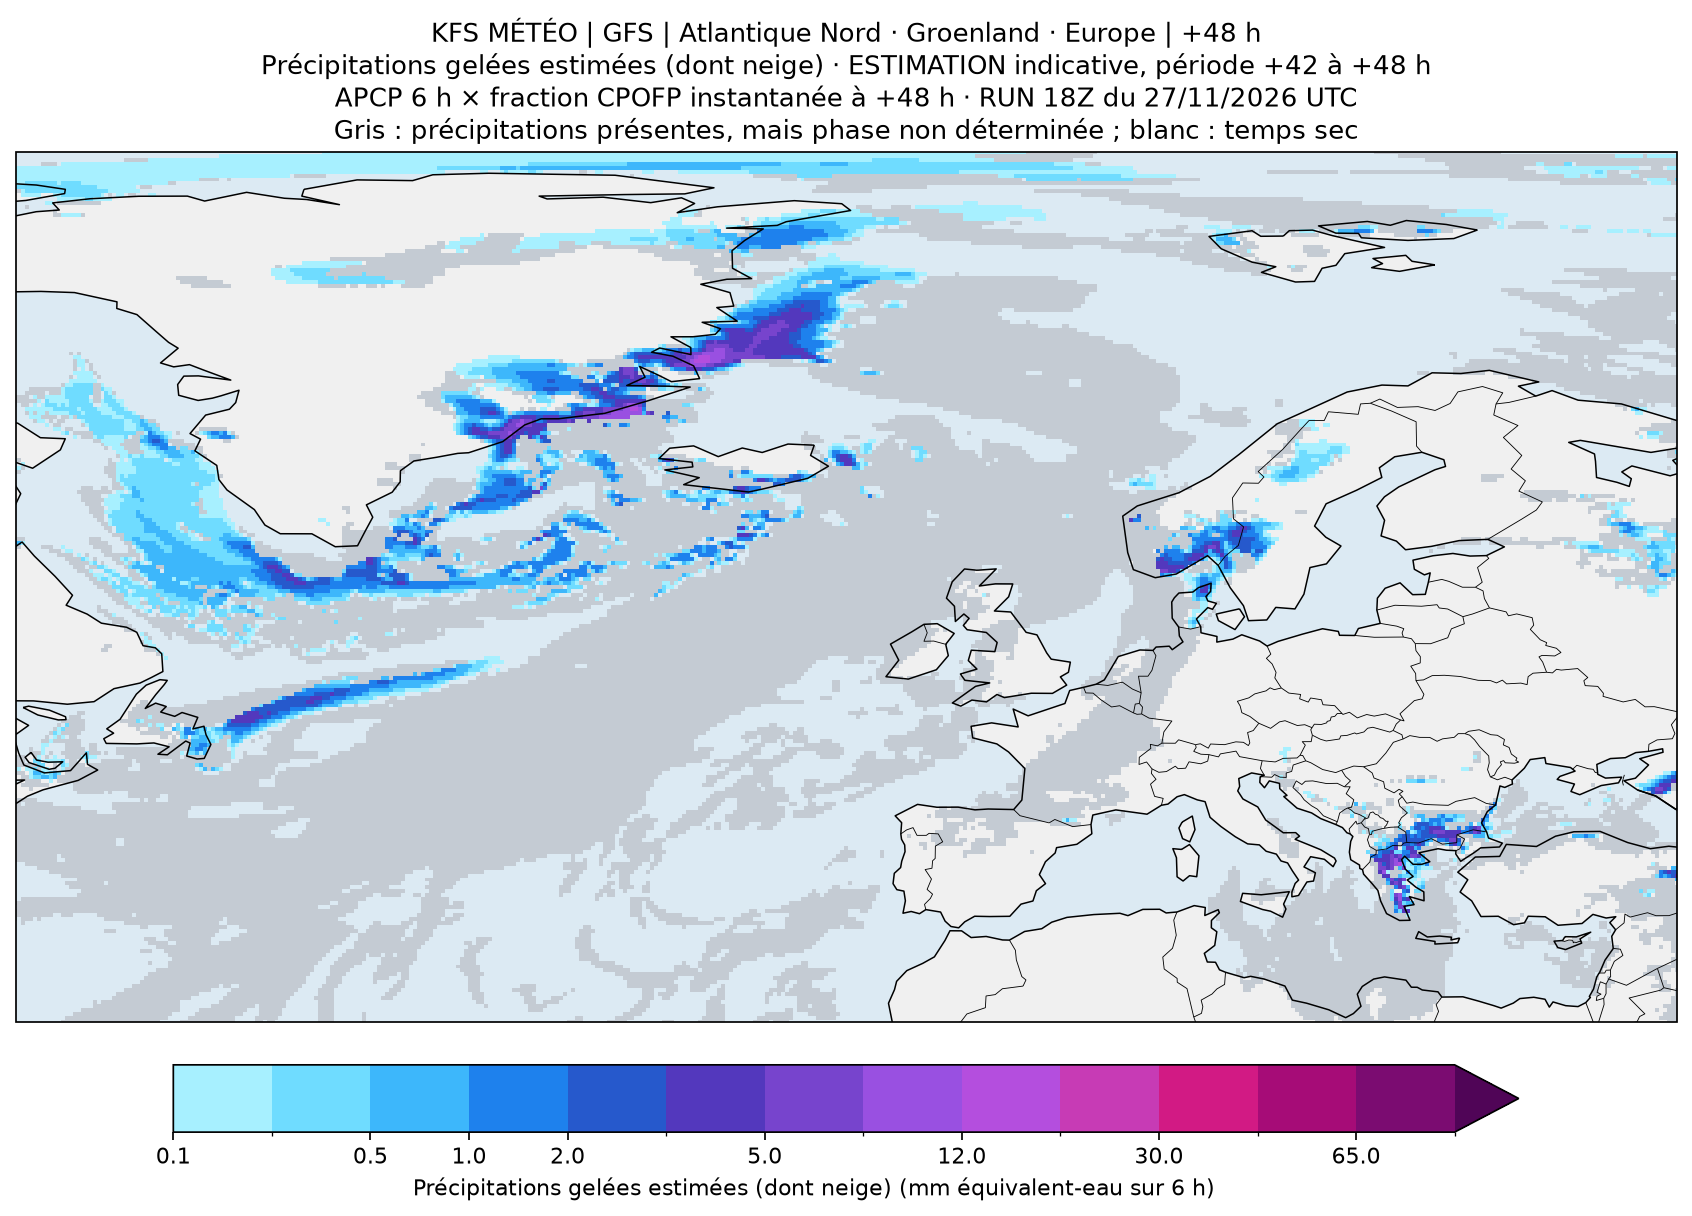 KFS MÉTÉO | GFS | Atlantique Nord · Groenland · Europe | +48 h
Précipitations gelées estimées (dont neige) · ESTIMATION indicative, période +42 à +48 h
APCP 6 h × fraction CPOFP instantanée à +48 h · RUN 18Z du 27/11/2026 UTC
Gris : précipitations présentes, mais phase non déterminée ; blanc : temps sec
0.1 0.5 1.0 2.0 5.0 12.0 30.0 65.0
Précipitations gelées estimées (dont neige) (mm équivalent-eau sur 6 h)